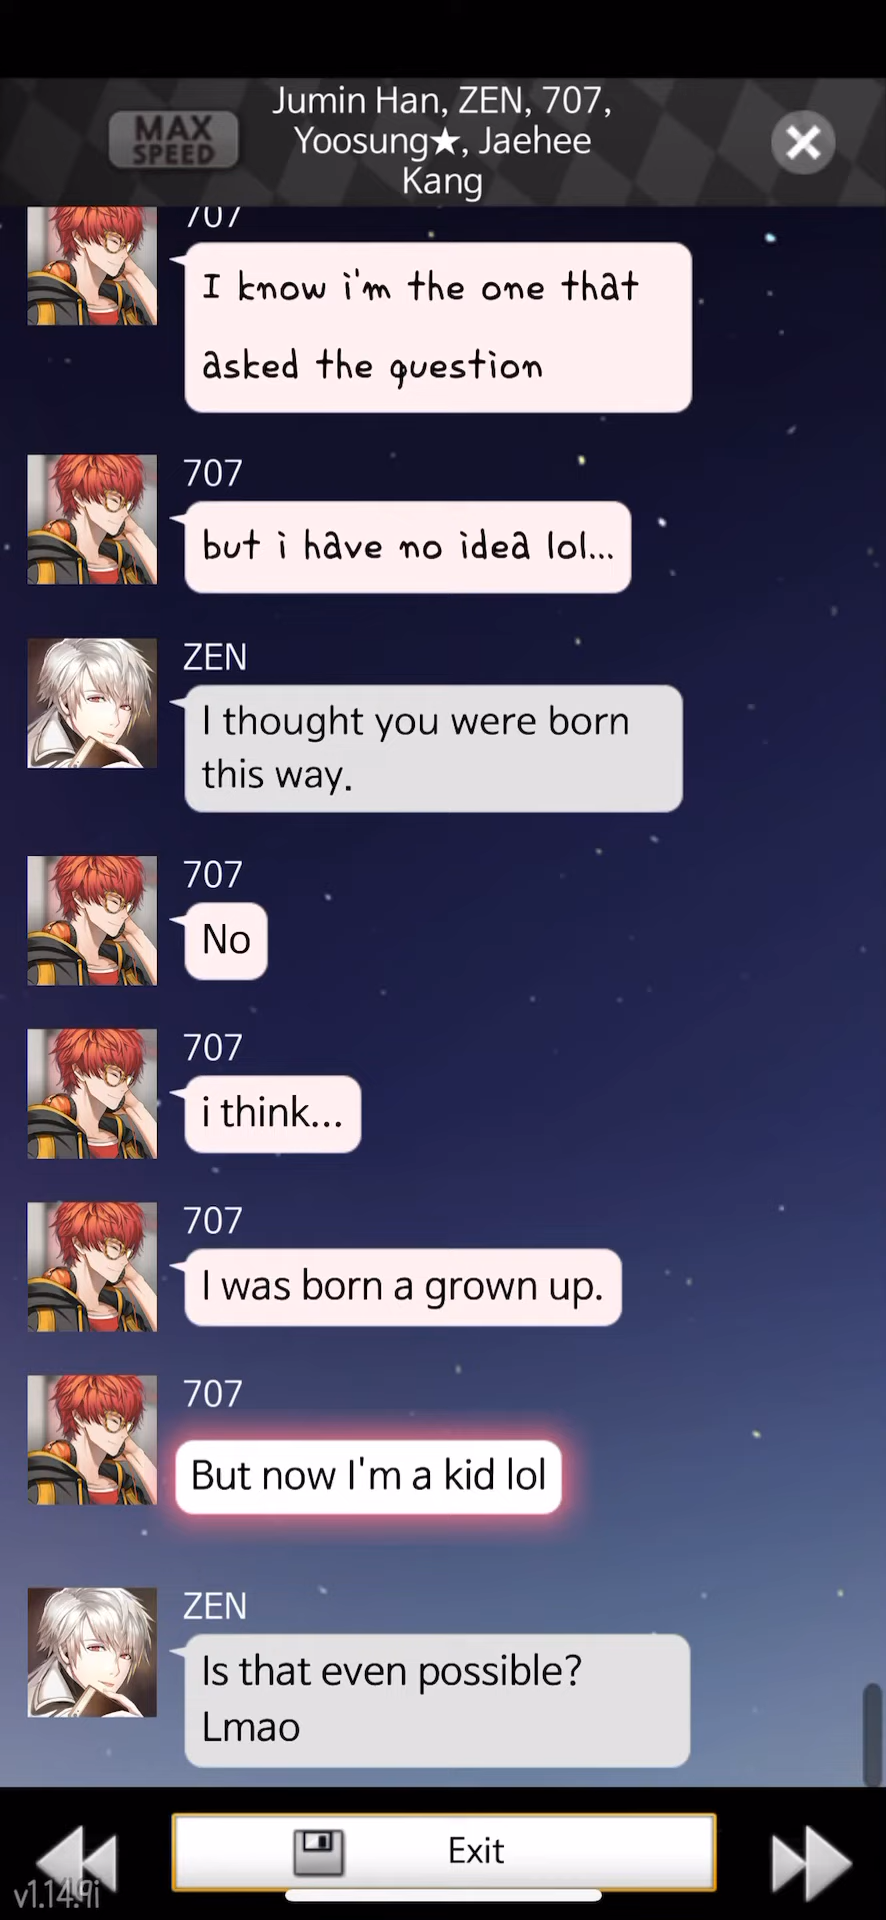 MAX
SPEED
Jumin Han, ZEN, 707,
Yoosung★, Jaehee
Kang
707
I know i'm the one that
asked the question
707
but i have no idea lol...
ZEN
I thought you were born
this way.
707
No
707
i think...
707
I was born a grown up.
707
But now I'm a kid lol
ZEN
Is that even possible?
Lmao
Exit
v1.14.9i